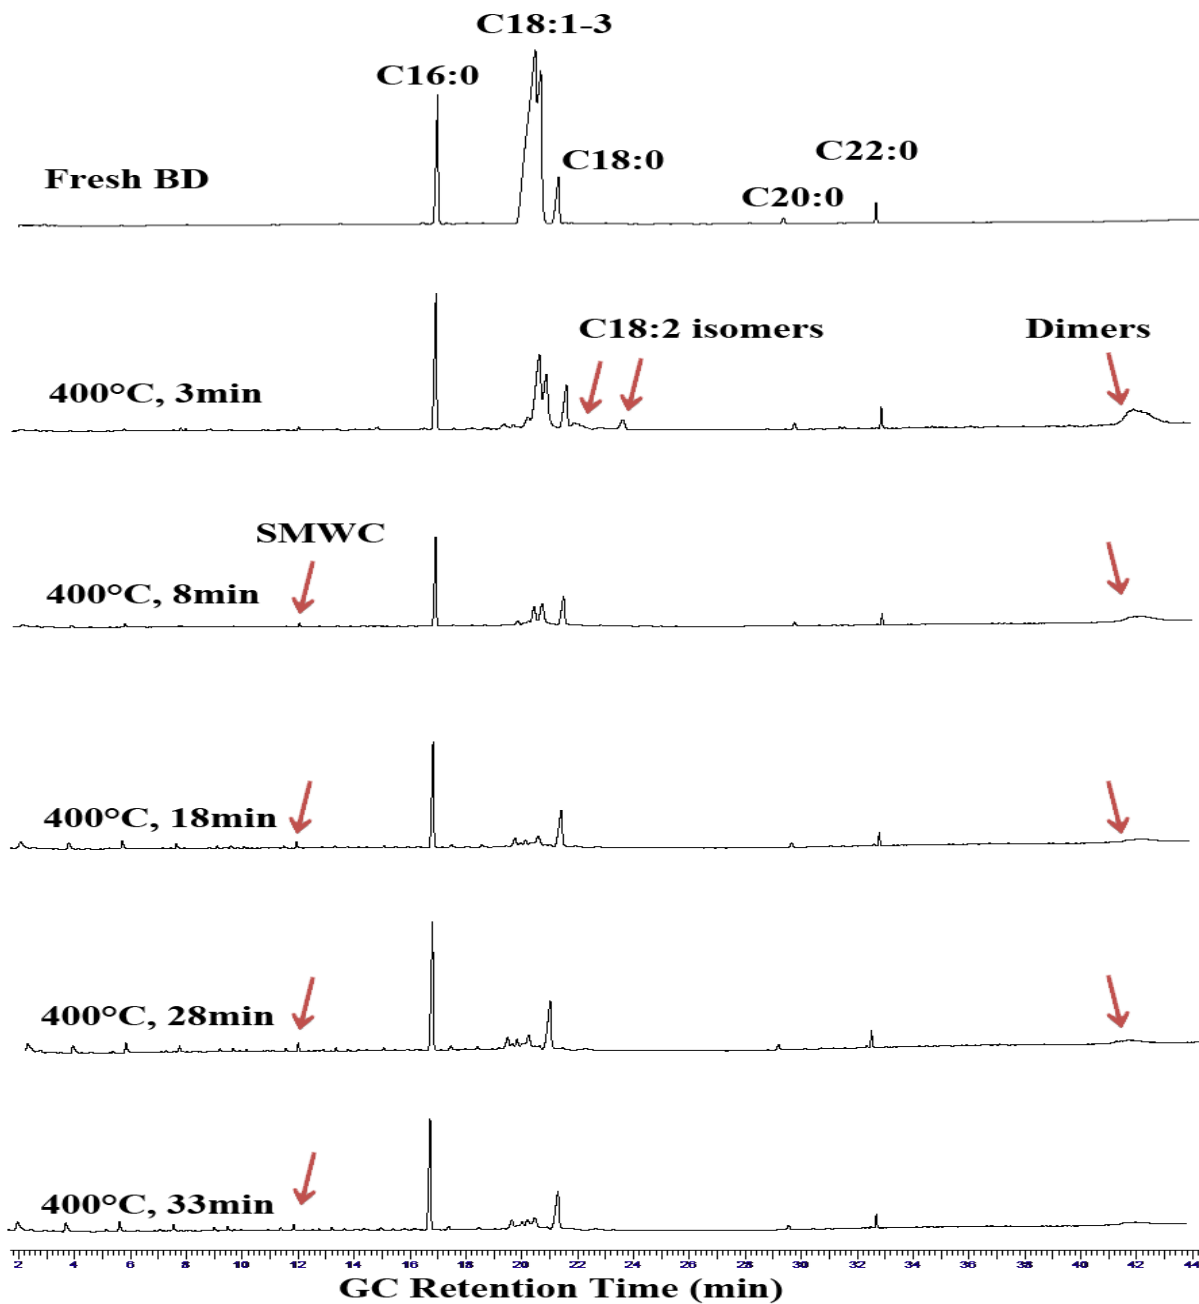 C18:1-3
C16:0
C18:0
C22:0
Fresh BD
C20:0
C18:2 isomers
Dimers
400°C, 3min
SMWC
400°C, 8min
400°C, 18min
400°C, 28min
400°C, 33min
2 4 6 8 10 12 14 16 18 20 22 24 26 28 30 32 34 36 38 40 42 44
GC Retention Time (min)